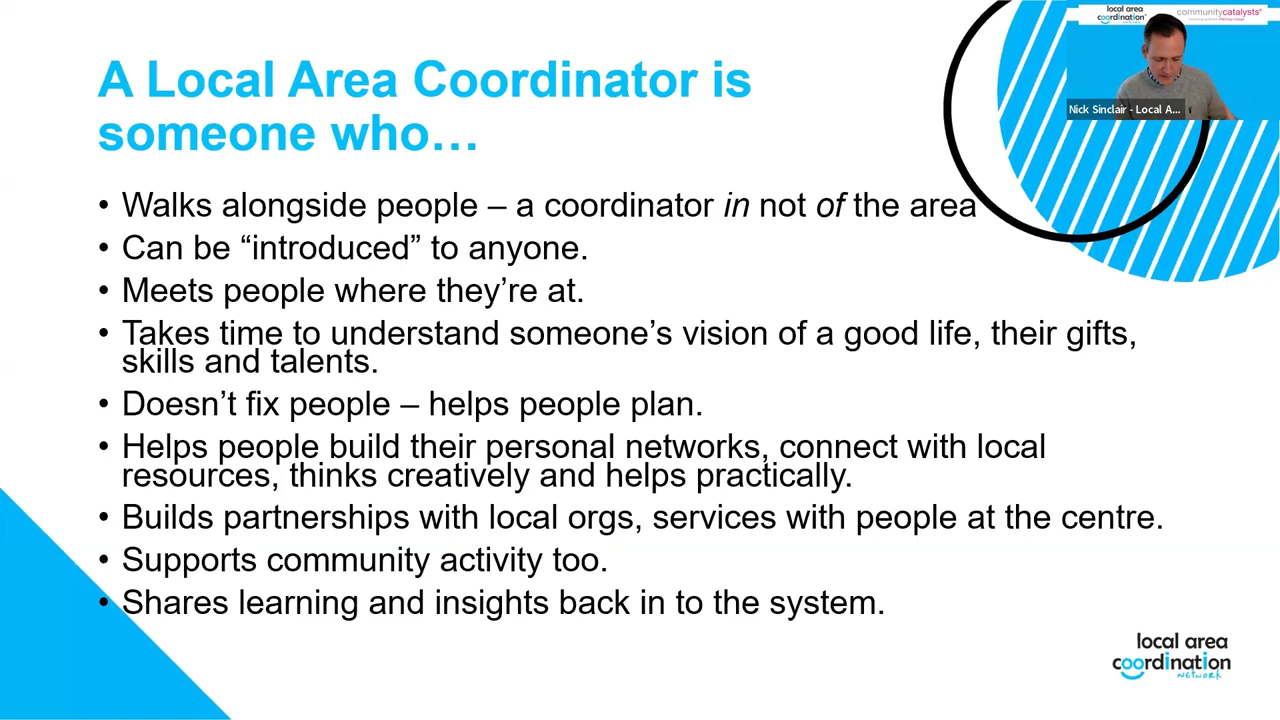 local area
coordination
communitycatalysts
Nick Sinclair - Local A...
A Local Area Coordinator is
someone who…
• Walks alongside people – a coordinator in not of the area
• Can be “introduced” to anyone.
• Meets people where they’re at.
• Takes time to understand someone’s vision of a good life, their gifts,
skills and talents.
• Doesn’t fix people – helps people plan.
• Helps people build their personal networks, connect with local
resources, thinks creatively and helps practically.
• Builds partnerships with local orgs, services with people at the centre.
• Supports community activity too.
• Shares learning and insights back in to the system.
local area
coordination
NETWORK